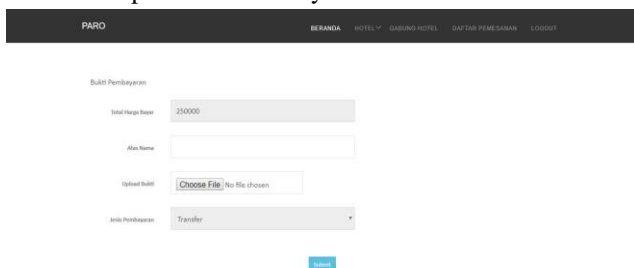 PARO BERANDA HOTEL GABUNG HOTEL DAFTAR PEMESANAN LOGOUT
Bukti Pembayaran
Total Harga Bayar 250000
Atas Nama
Upload Bukti Choose File No file chosen
Jenis Pembayaran Transfer
Submit